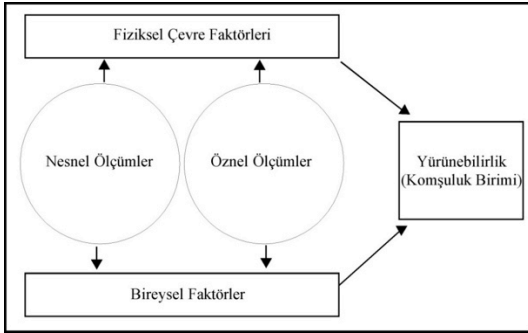 Fiziksel Çevre Faktörleri
Nesnel Ölçümler
Öznel Ölçümler
Yürünebilirlik
(Komşuluk Birimi)
Bireysel Faktörler